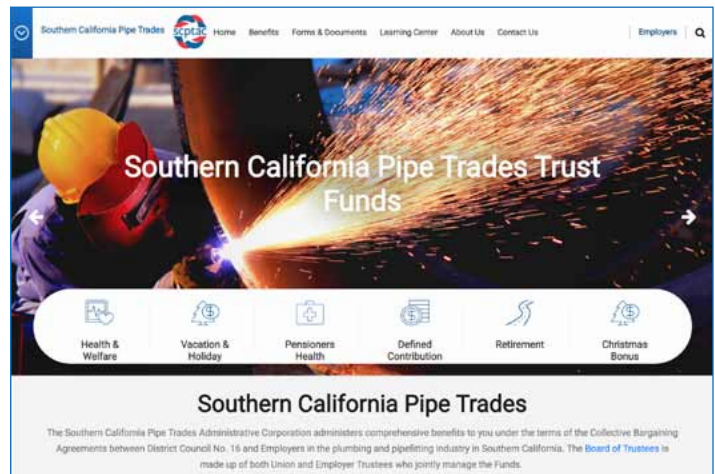 Southern California Pipe Trades scptac Home Benefits Forms & Documents Learning Center About Us Contact Us Employers
Southern California Pipe Trades Trust
Funds
Health &
Welfare
Vacation &
Holiday
Pensioners
Health
Defined
Contribution
Retirement
Christmas
Bonus
Southern California Pipe Trades
The Southern California Pipe Trades Administrative Corporation administers comprehensive benefits to you under the terms of the Collective Bargaining
Agreements between District Council No. 16 and Employers in the plumbing and pipefitting industry in Southern California. The Board of Trustees is
made up of both Union and Employer Trustees who jointly manage the Funds.